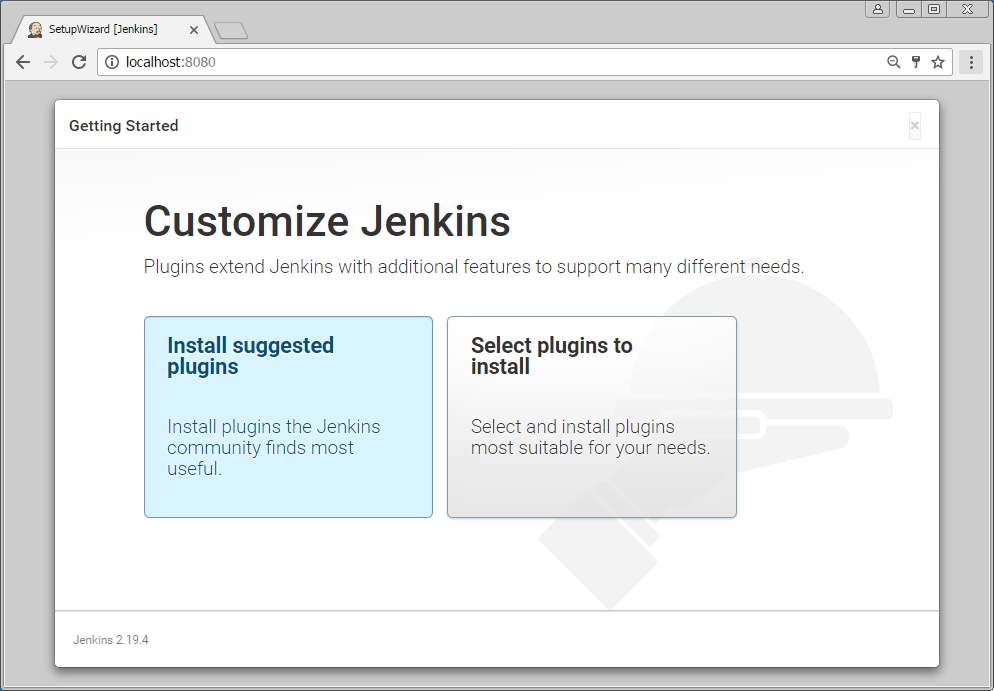 SetupWizard [Jenkins]
localhost:8080
Getting Started
Customize Jenkins
Plugins extend Jenkins with additional features to support many different needs.
Install suggested
plugins
Install plugins the Jenkins
community finds most
useful.
Select plugins to
install
Select and install plugins
most suitable for your needs.
Jenkins 2.19.4